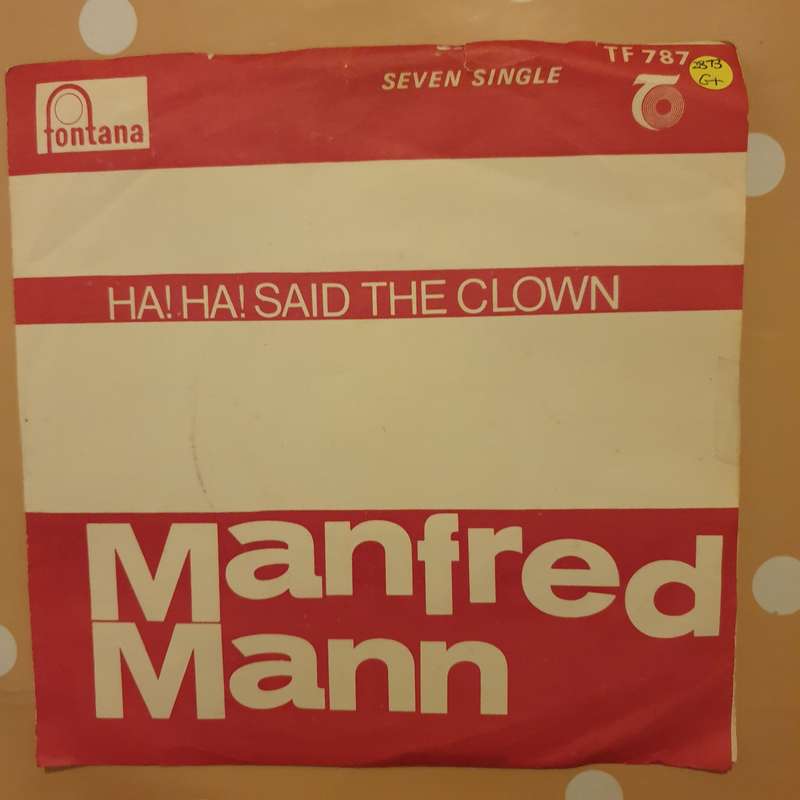 TF 787
SEVEN SINGLE
fontana
G+
HA! HA! SAID THE CLOWN
Manfred
Mann